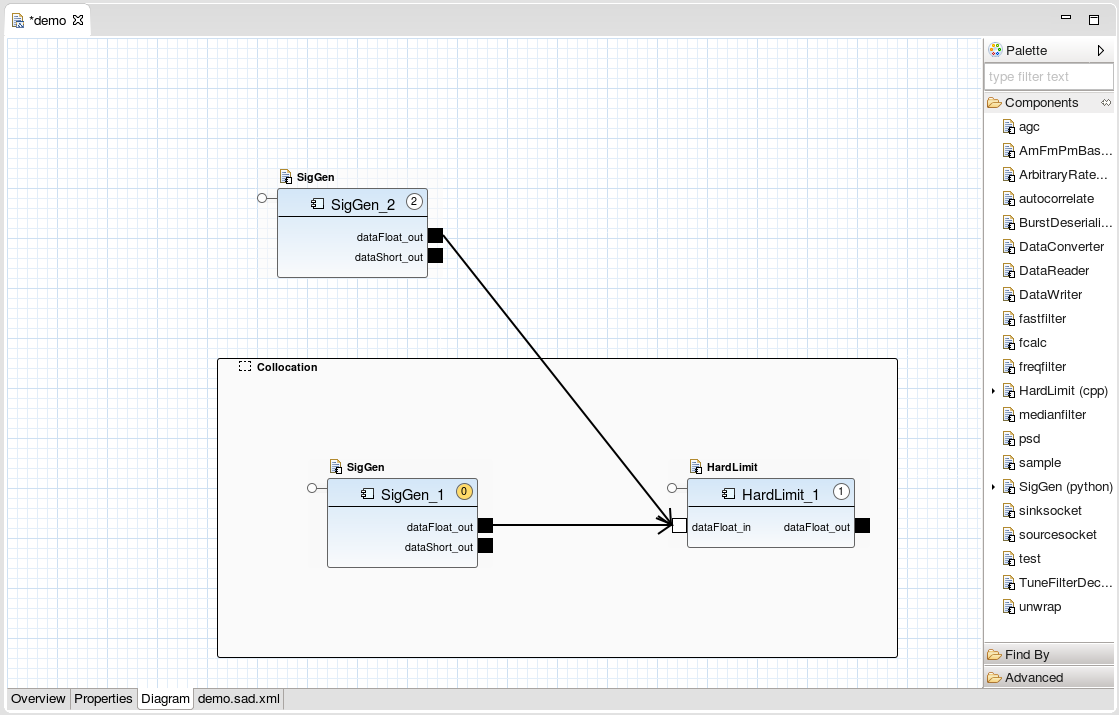 *demo
Palette
type filter text
Components
agc
AmFmPmBas...
ArbitraryRate...
autocorrelate
BurstDeseriali...
DataConverter
DataReader
DataWriter
fastfilter
fcalc
freqfilter
HardLimit (cpp)
medianfilter
psd
sample
SigGen (python)
sinksocket
sourcesocket
test
TuneFilterDec...
unwrap
Find By
Advanced
SigGen
SigGen_2 2
dataFloat_out
dataShort_out
Collocation
SigGen
SigGen_1 0
dataFloat_out
dataShort_out
HardLimit
HardLimit_1 1
dataFloat_in dataFloat_out
Overview Properties Diagram demo.sad.xml